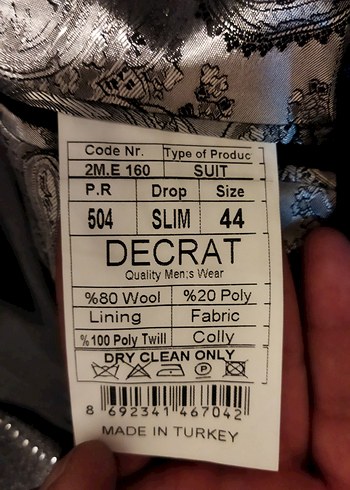 Code Nr. Type of Produc
2M.E 160 SUIT
P.R Drop Size
504 SLIM 44
DECRAT
Quality Men;s Wear
%80 Wool %20 Poly
Lining Fabric
%100 Poly Twill Colly
DRY CLEAN ONLY
P
8 692341 467042
MADE IN TURKEY